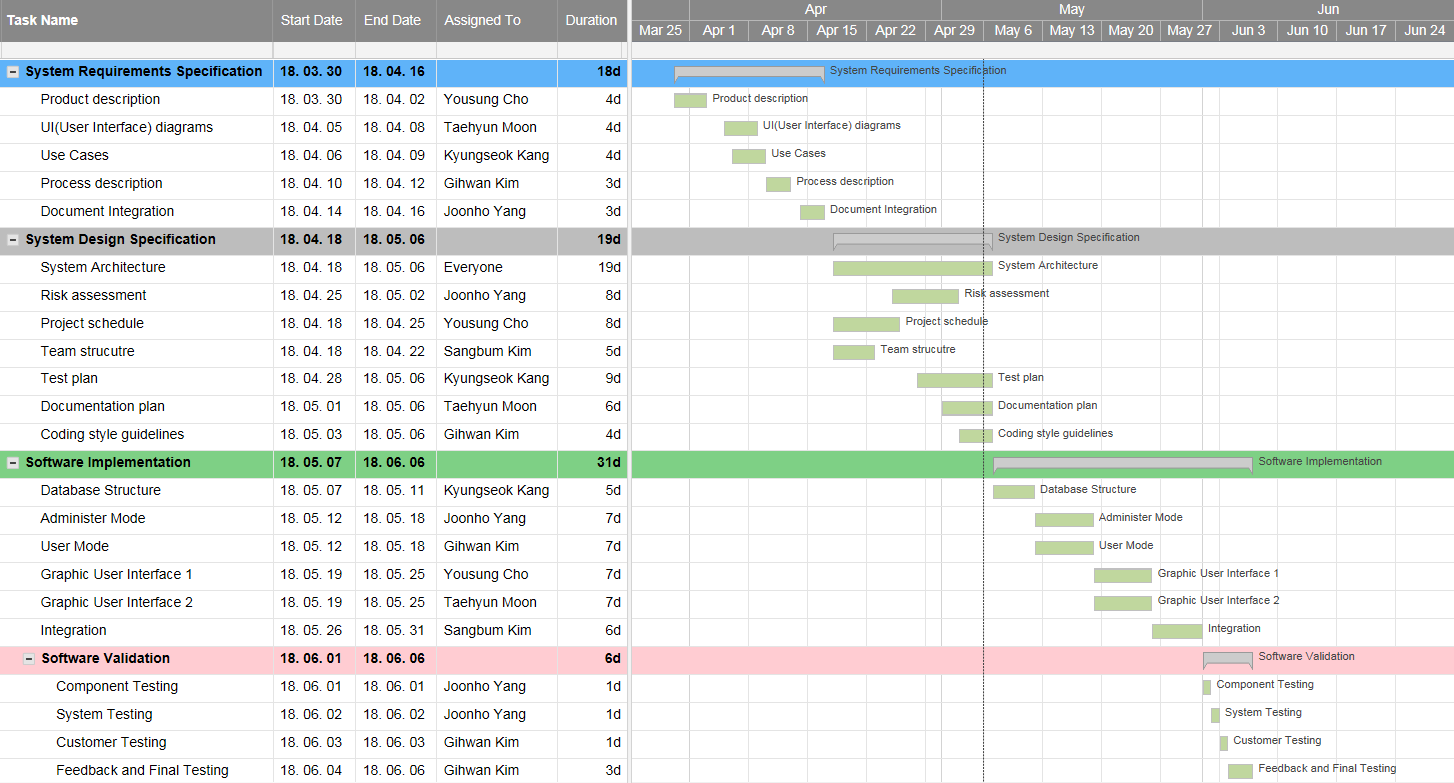 Task Name Start Date End Date Assigned To Duration Apr May Jun
Mar 25 Apr 1 Apr 8 Apr 15 Apr 22 Apr 29 May 6 May 13 May 20 May 27 Jun 3 Jun 10 Jun 17 Jun 24
System Requirements Specification 18. 03. 30 18. 04. 16 18d System Requirements Specification
Product description 18. 03. 30 18. 04. 02 Yousung Cho 4d Product description
UI(User Interface) diagrams 18. 04. 05 18. 04. 08 Taehyun Moon 4d UI(User Interface) diagrams
Use Cases 18. 04. 06 18. 04. 09 Kyungseok Kang 4d Use Cases
Process description 18. 04. 10 18. 04. 12 Gihwan Kim 3d Process description
Document Integration 18. 04. 14 18. 04. 16 Joonho Yang 3d Document Integration
System Design Specification 18. 04. 18 18. 05. 06 19d System Design Specification
System Architecture 18. 04. 18 18. 05. 06 Everyone 19d System Architecture
Risk assessment 18. 04. 25 18. 05. 02 Joonho Yang 8d Risk assessment
Project schedule 18. 04. 18 18. 04. 25 Yousung Cho 8d Project schedule
Team strucutre 18. 04. 18 18. 04. 22 Sangbum Kim 5d Team strucutre
Test plan 18. 04. 28 18. 05. 06 Kyungseok Kang 9d Test plan
Documentation plan 18. 05. 01 18. 05. 06 Taehyun Moon 6d Documentation plan
Coding style guidelines 18. 05. 03 18. 05. 06 Gihwan Kim 4d Coding style guidelines
Software Implementation 18. 05. 07 18. 06. 06 31d Software Implementation
Database Structure 18. 05. 07 18. 05. 11 Kyungseok Kang 5d Database Structure
Administer Mode 18. 05. 12 18. 05. 18 Joonho Yang 7d Administer Mode
User Mode 18. 05. 12 18. 05. 18 Gihwan Kim 7d User Mode
Graphic User Interface 1 18. 05. 19 18. 05. 25 Yousung Cho 7d Graphic User Interface 1
Graphic User Interface 2 18. 05. 19 18. 05. 25 Taehyun Moon 7d Graphic User Interface 2
Integration 18. 05. 26 18. 05. 31 Sangbum Kim 6d Integration
Software Validation 18. 06. 01 18. 06. 06 6d Software Validation
Component Testing 18. 06. 01 18. 06. 01 Joonho Yang 1d Component Testing
System Testing 18. 06. 02 18. 06. 02 Joonho Yang 1d System Testing
Customer Testing 18. 06. 03 18. 06. 03 Gihwan Kim 1d Customer Testing
Feedback and Final Testing 18. 06. 04 18. 06. 06 Gihwan Kim 3d Feedback and Final Testing